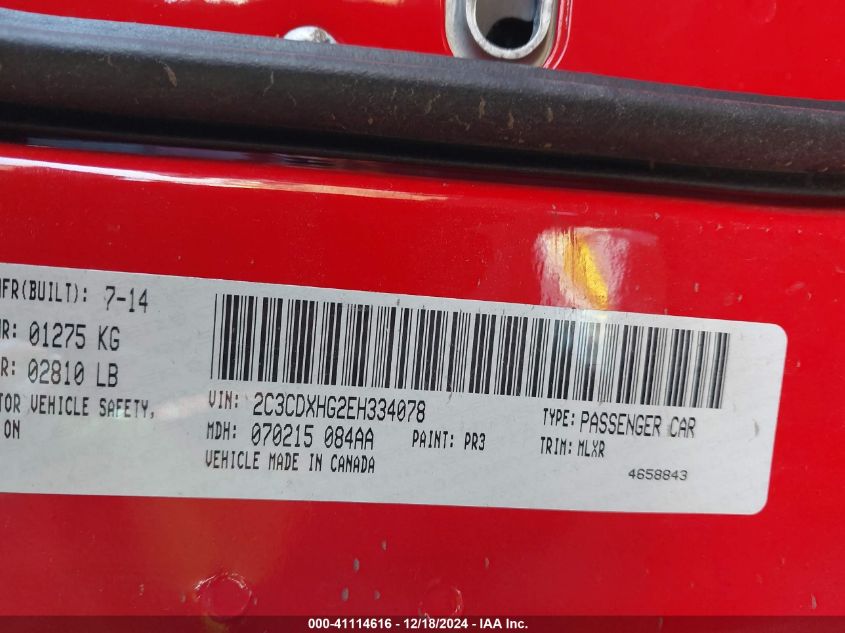 MFR(BUILT): 7-14
01275 KG
02810 LB
VEHICLE SAFETY,
ON
VIN: 2C3CDXHG2EH334078
TYPE: PASSENGER CAR
MDH: 070215 084AA PAINT: PR3
TRIM: MLXR
VEHICLE MADE IN CANADA
4658843
000-41114616 - 12/18/2024 - IAA Inc.